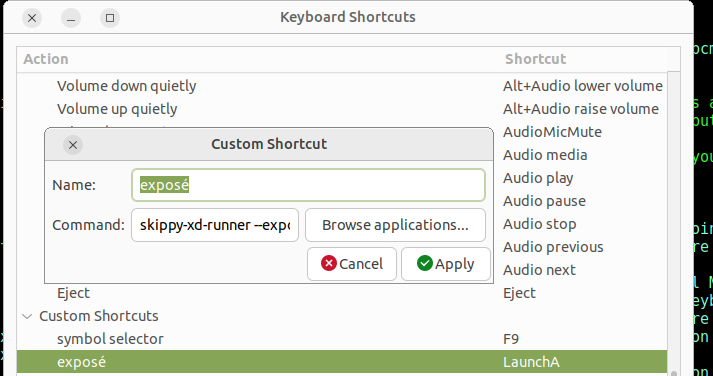 Keyboard Shortcuts
Action Shortcut
Volume down quietly Alt+Audio lower volume
Volume up quietly Alt+Audio raise volume
AudioMicMute
Custom Shortcut
Audio media
Name: exposé
Audio play
Audio pause
Command: skippy-xd-runner --expo Browse applications...
Audio stop
Audio previous
Cancel Apply
Audio next
Eject Eject
Custom Shortcuts
symbol selector F9
exposé LaunchA